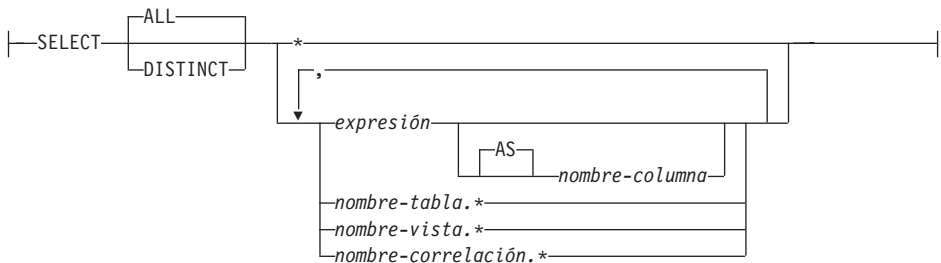 ALL
SELECT
*
DISTINCT
,
expresión
AS
nombre-columna
nombre-tabla.*
nombre-vista.*
nombre-correlación.*